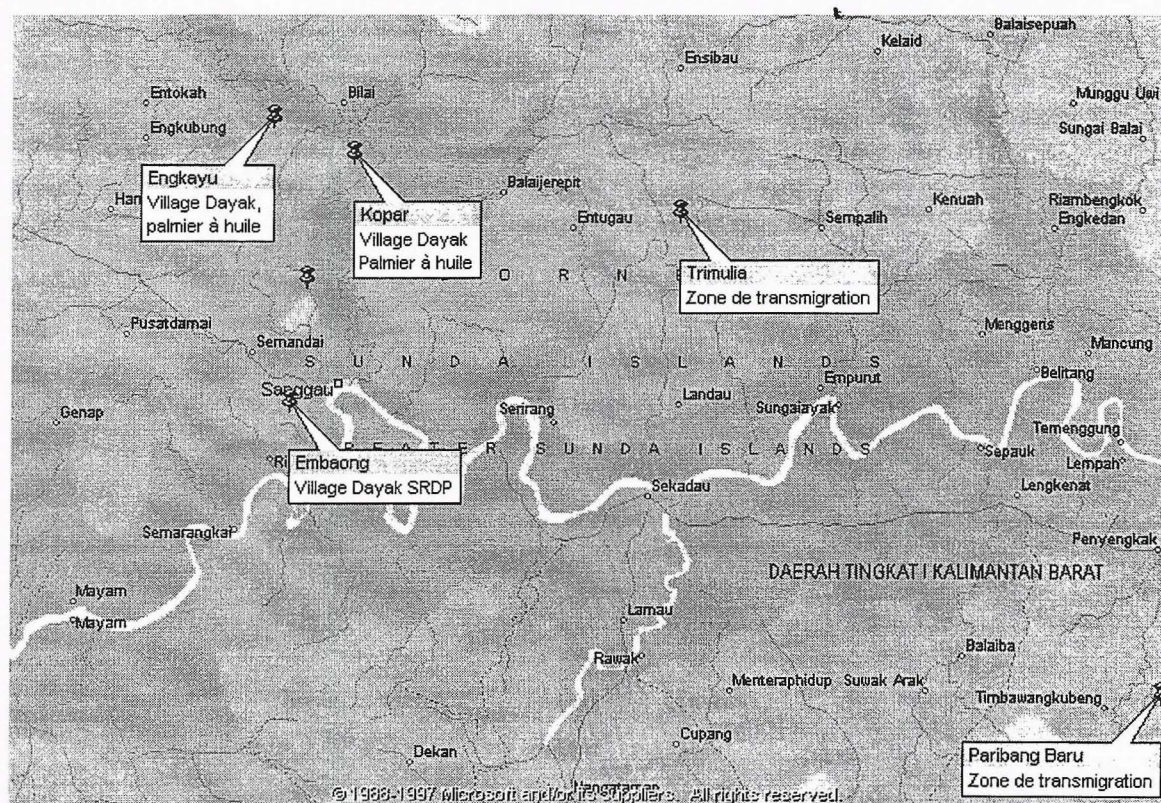 Balaisepuah
Kelaid
Ensibau
Entokah
Bilai
Munggu Uwi
Engkubung
Sungai Balai
Engkayu
Village Dayak,
palmier à huile
Balaijerepit
Kenuah
Riambengkok
Engkedan
Kopar
Village Dayak
Palmier à huile
Entugau
Sempalih
Trimulia
Zone de transmigration
O R N
Pusatdamai
Semandai
Menggeris
Mancung
S U N D A I S L A N D S
Sanggau
Empurut
Belitang
Genap
Serirang
Landau
Sungaiayak
Temenggung
E A T E R S U N D A I S L A N D S
Embaong
Village Dayak SRDP
Sepauk
Lempah
Sekadau
Lengkenat
Semarangkai
Penyengkak
DAERAH TINGKAT I KALIMANTAN BARAT
Mayam
Mayam
Lamau
Rawak
Balaiba
Menteraphidup
Suwak Arak
Timbawangkubeng
Cupang
Dekan
Paribang Baru
Zone de transmigration
© 1988-1997 Microsoft and/or its suppliers. All rights reserved.